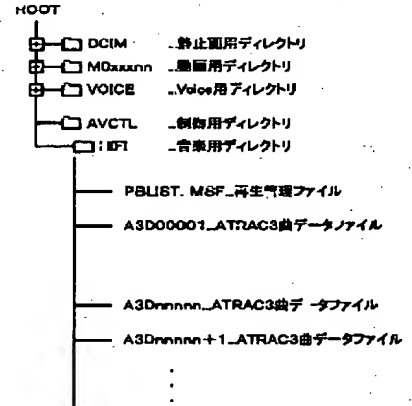 ROOT
DCIM ...静止画用ディレクトリ
M0xxxnn ...動画用ディレクトリ
VOICE ...Voice用ディレクトリ
AVCTL ...制御用ディレクトリ
HIFI ...音楽用ディレクトリ
PBLIST. MSF...再生管理ファイル
A3D00001...ATRAC3曲データファイル
A3Dnnnnn...ATRAC3曲データファイル
A3Dnnnnn+1...ATRAC3曲データファイル